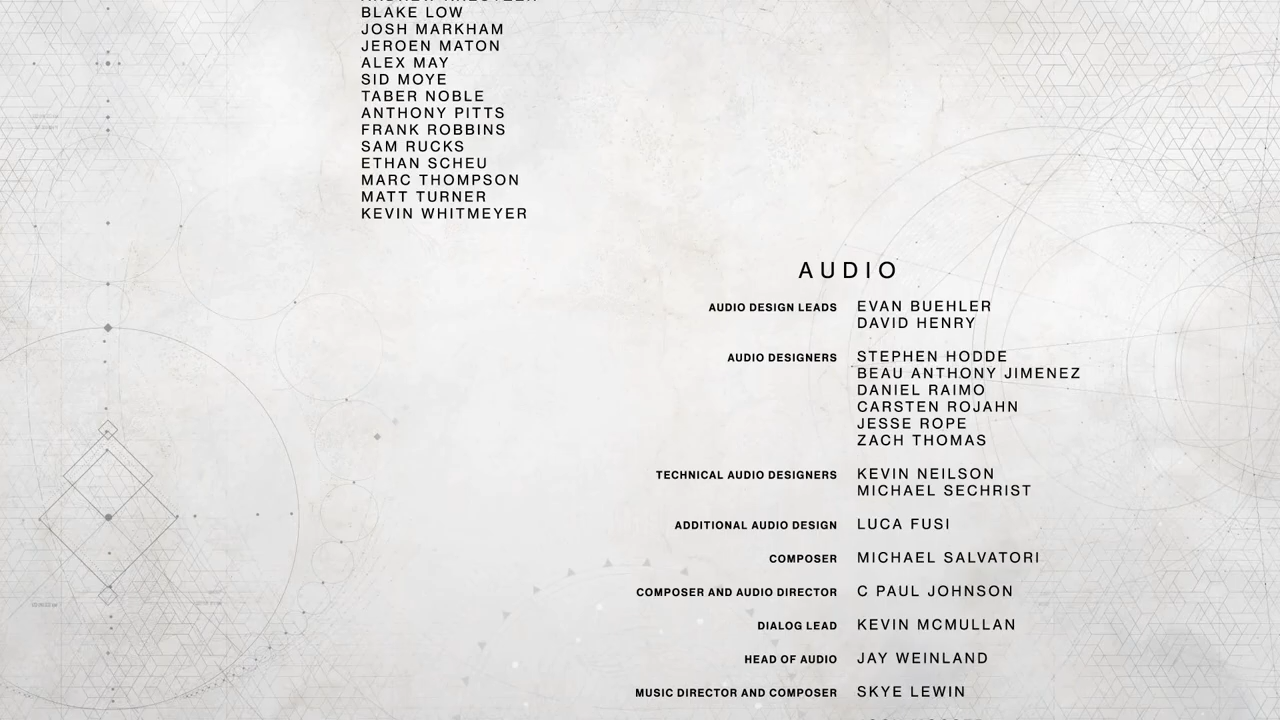 BLAKE LOW
JOSH MARKHAM
JEROEN MATON
ALEX MAY
SID MOYE
TABER NOBLE
ANTHONY PITTS
FRANK ROBBINS
SAM RUCKS
ETHAN SCHEU
MARC THOMPSON
MATT TURNER
KEVIN WHITMEYER
AUDIO
AUDIO DESIGN LEADS EVAN BUEHLER
DAVID HENRY
AUDIO DESIGNERS STEPHEN HODDE
BEAU ANTHONY JIMENEZ
DANIEL RAIMO
CARSTEN ROJAHN
JESSE ROPE
ZACH THOMAS
TECHNICAL AUDIO DESIGNERS KEVIN NEILSON
MICHAEL SECHRIST
ADDITIONAL AUDIO DESIGN LUCA FUSI
COMPOSER MICHAEL SALVATORI
COMPOSER AND AUDIO DIRECTOR C PAUL JOHNSON
DIALOG LEAD KEVIN MCMULLAN
HEAD OF AUDIO JAY WEINLAND
MUSIC DIRECTOR AND COMPOSER SKYE LEWIN